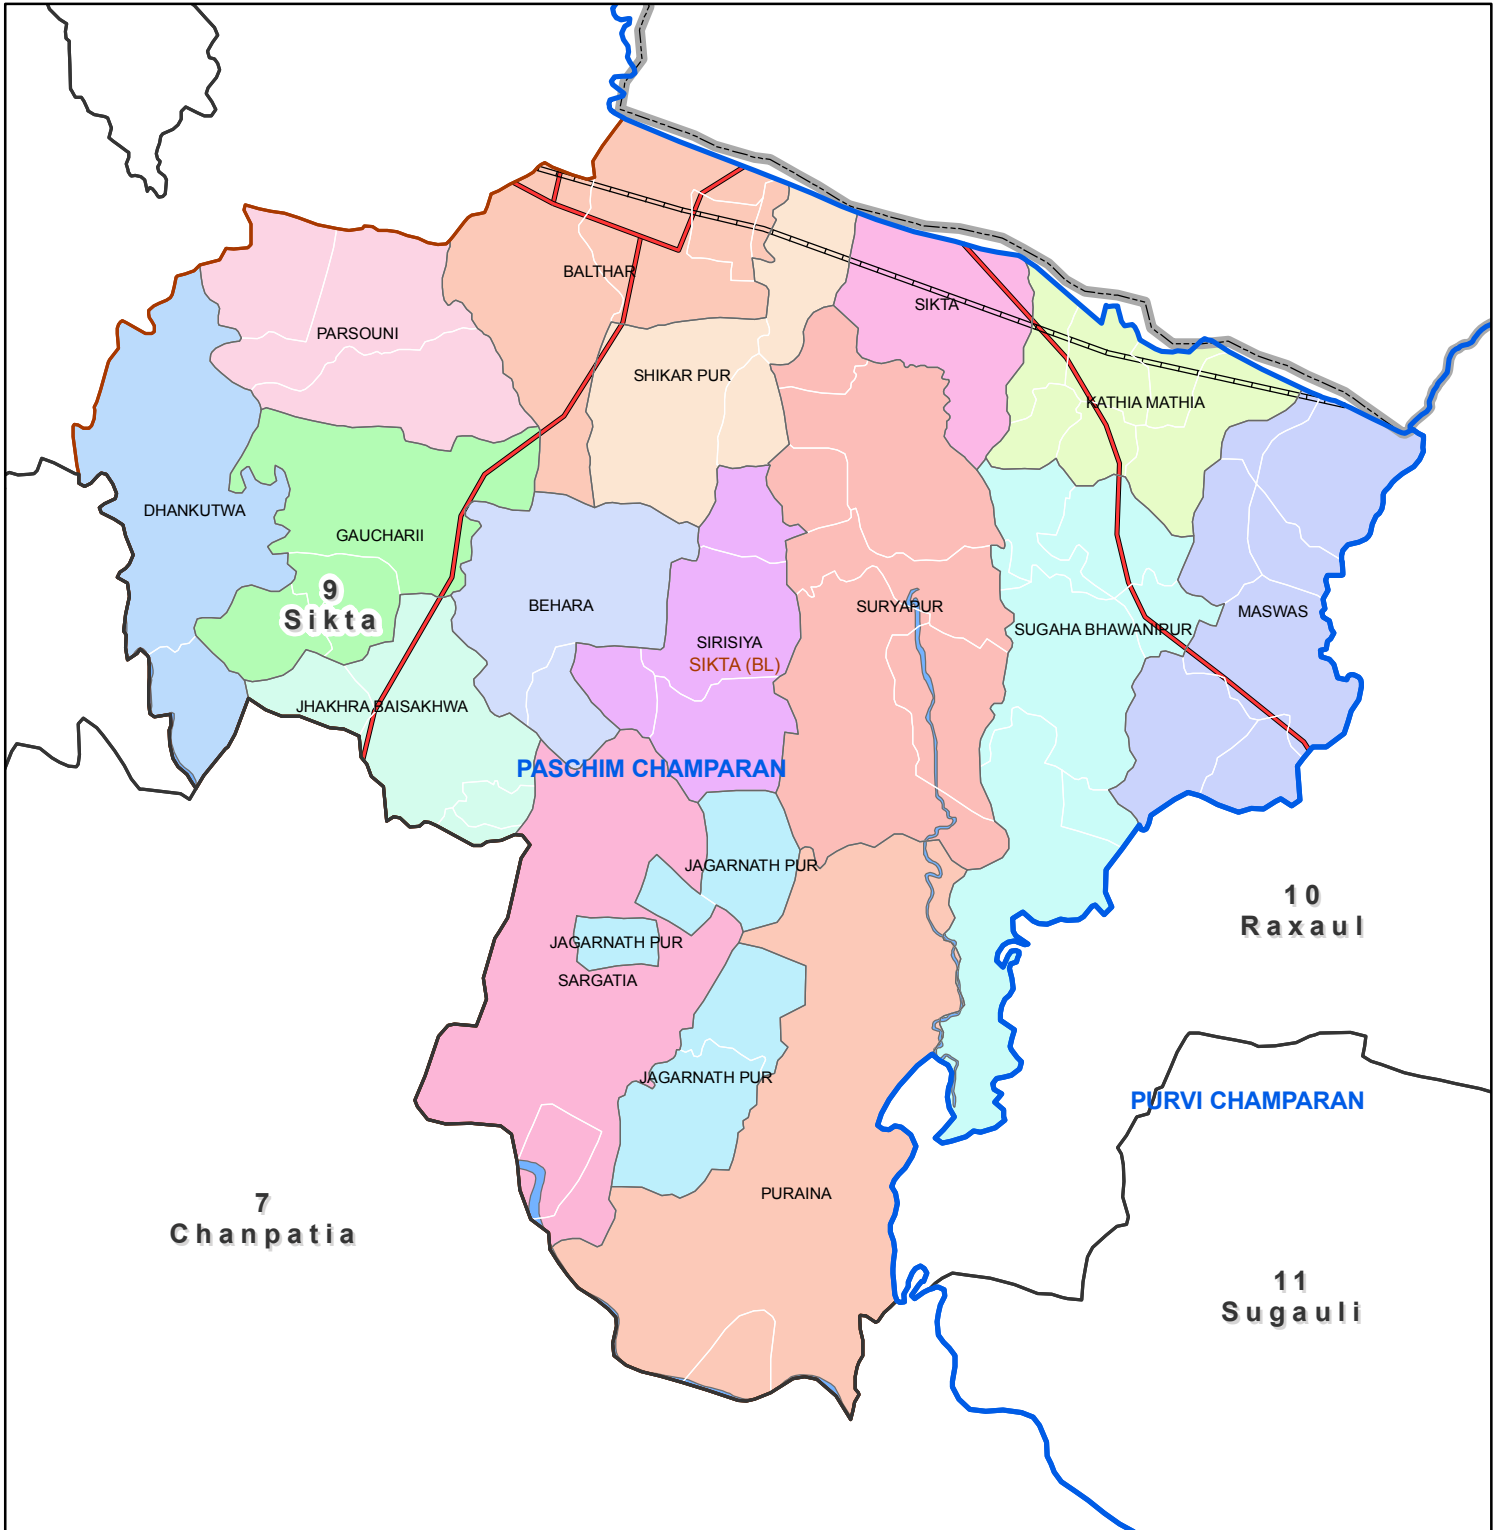 BALTHAR
SIKTA
PARSOUNI
SHIKAR PUR
KATHIA MATHIA
DHANKUTWA
GAUCHARII
9
Sikta
BEHARA
SURYAPUR
MASWAS
SUGAHA BHAWANIPUR
SIRISIYA
SIKTA (BL)
JHAKHRA BAISAKHWA
PASCHIM CHAMPARAN
JAGARNATH PUR
10
Raxaul
JAGARNATH PUR
SARGATIA
JAGARNATH PUR
PURVI CHAMPARAN
PURAINA
7
Chanpatia
11
Sugauli